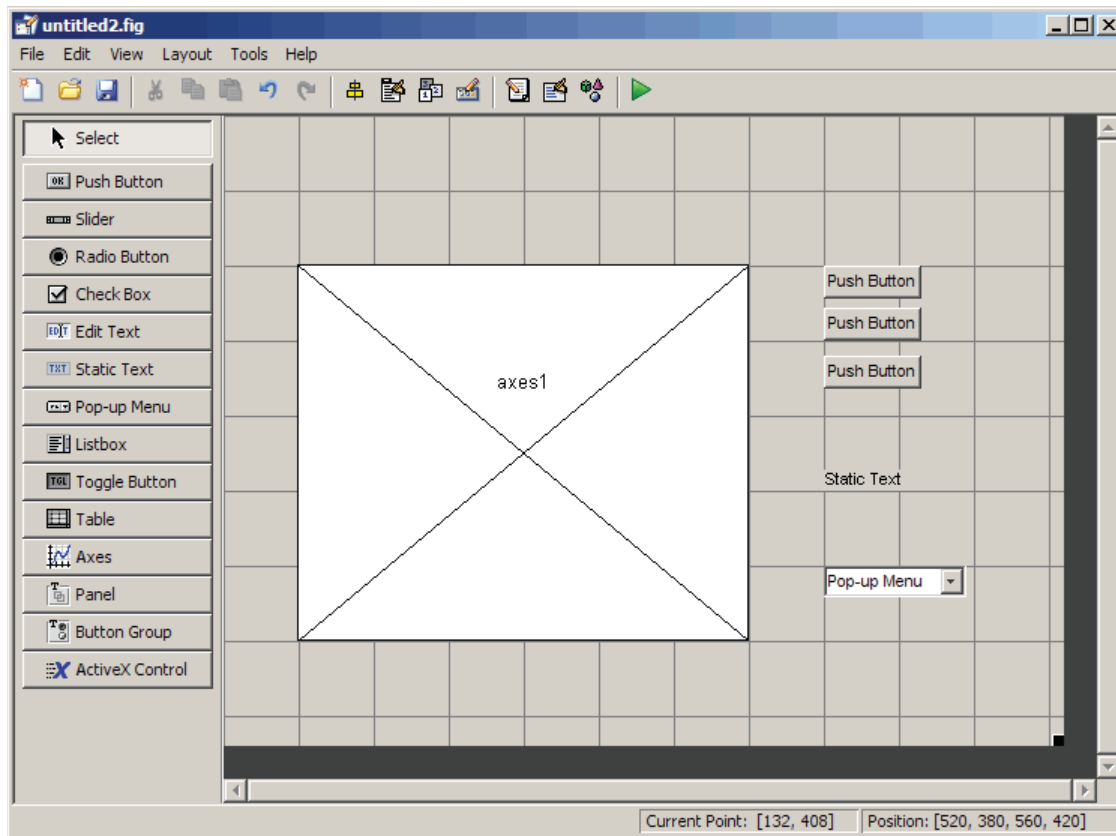 untitled2.fig
File Edit View Layout Tools Help
Select
Push Button
Slider
Radio Button
Check Box
Edit Text
Static Text
Pop-up Menu
Listbox
Toggle Button
Table
Axes
Panel
Button Group
ActiveX Control
axes1
Push Button
Push Button
Push Button
Static Text
Pop-up Menu
Current Point: [132, 408] Position: [520, 380, 560, 420]